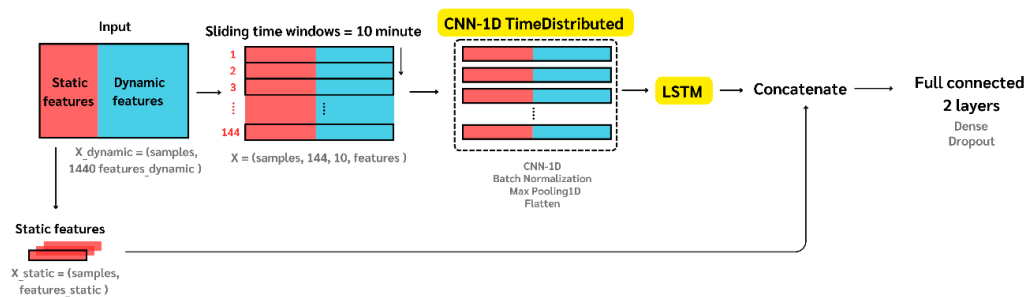 Input
Static
features
Dynamic
features
X_dynamic = (samples,
1440 features_dynamic )
Static features
X_static = (samples,
features_static )
Sliding time windows = 10 minute
1
2
3
⋮
⋮
144
X = (samples, 144, 10, features )
CNN-1D TimeDistributed
⋮
CNN-1D
Batch Normalization
Max Pooling1D
Flatten
LSTM
Concatenate
Full connected
2 layers
Dense
Dropout